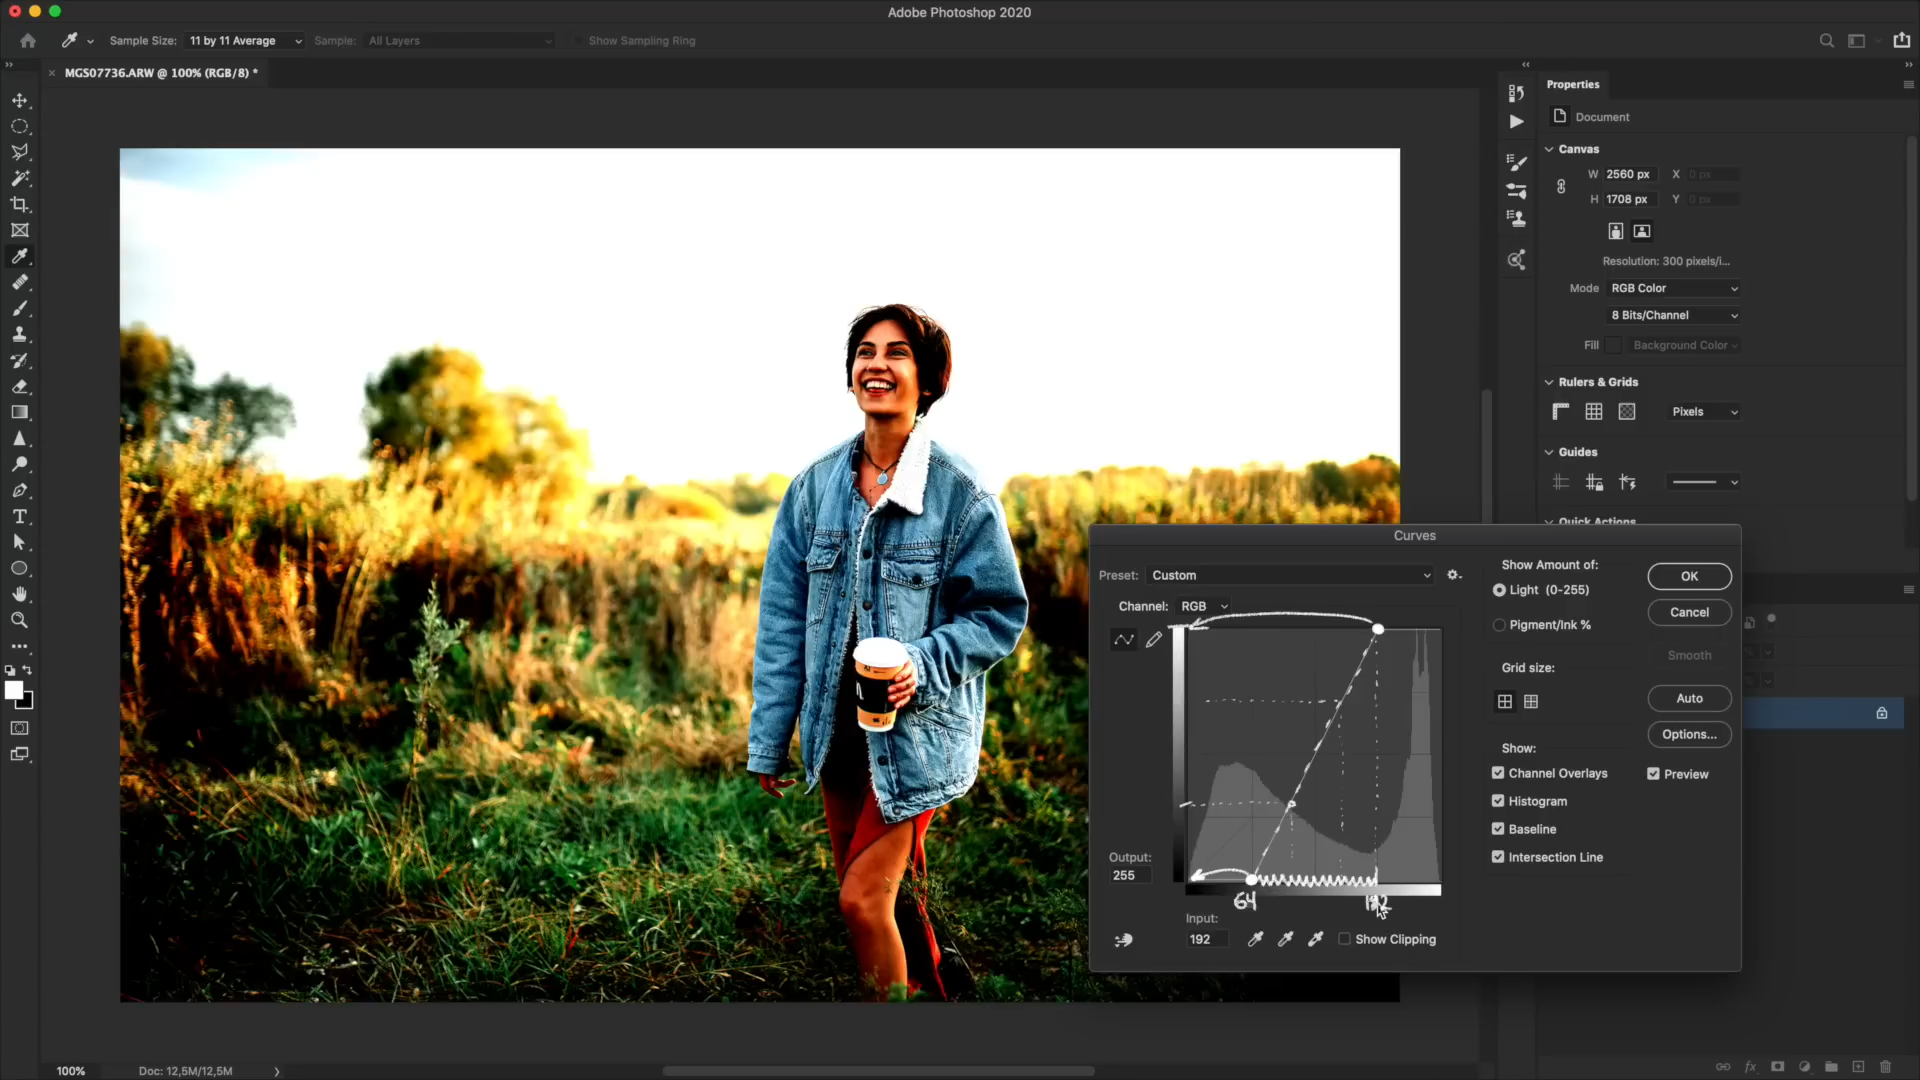 Adobe Photoshop 2020
Sample Size: 11 by 11 Average Sample: All Layers Show Sampling Ring
MGS07736.ARW @ 100% (RGB/8) *
Properties
Document
Canvas
W 2560 px X 0 px
H 1708 px Y 0 px
Resolution: 300 pixels/i...
Mode RGB Color
8 Bits/Channel
Fill Background Color
Rulers & Grids
Pixels
Guides
Quick Actions
Curves
Preset: Custom
Channel: RGB
Output:
255
64
192
Input:
192
Show Clipping
Show Amount of:
Light (0-255)
Pigment/Ink %
Grid size:
Show:
Channel Overlays
Histogram
Baseline
Intersection Line
OK
Cancel
Smooth
Auto
Options...
Preview
100% Doc: 12,5M/12,5M